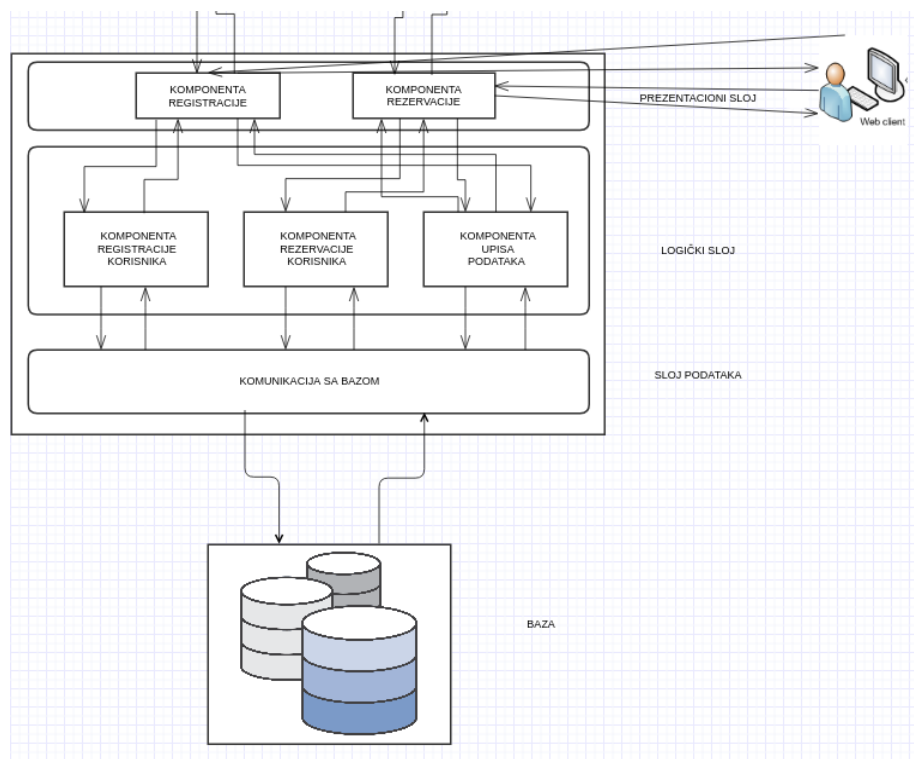 KOMPONENTA
REGISTRACIJE
KOMPONENTA
REZERVACIJE
PREZENTACIONI SLOJ
Web client
KOMPONENTA
REGISTRACIJE
KORISNIKA
KOMPONENTA
REZERVACIJE
KORISNIKA
KOMPONENTA
UPISA
PODATAKA
LOGIČKI SLOJ
KOMUNIKACIJA SA BAZOM
SLOJ PODATAKA
BAZA